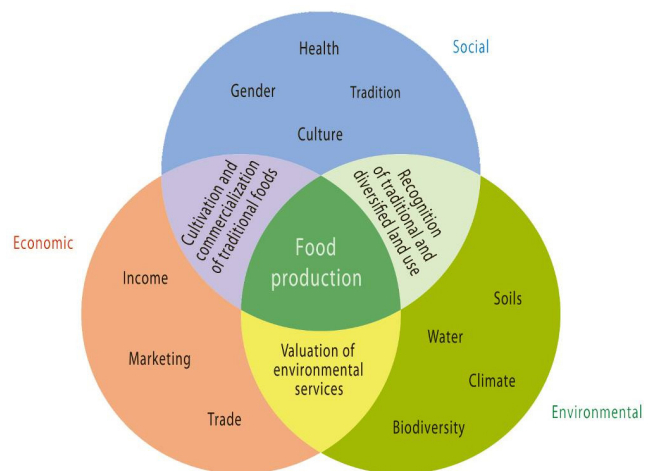 Health
Social
Gender
Tradition
Culture
Cultivation and
commercialization
of traditional foods
Recognition
of traditional and
diversified land use
Economic
Food
production
Income
Soils
Water
Marketing
Valuation of
environmental
services
Climate
Trade
Biodiversity
Environmental